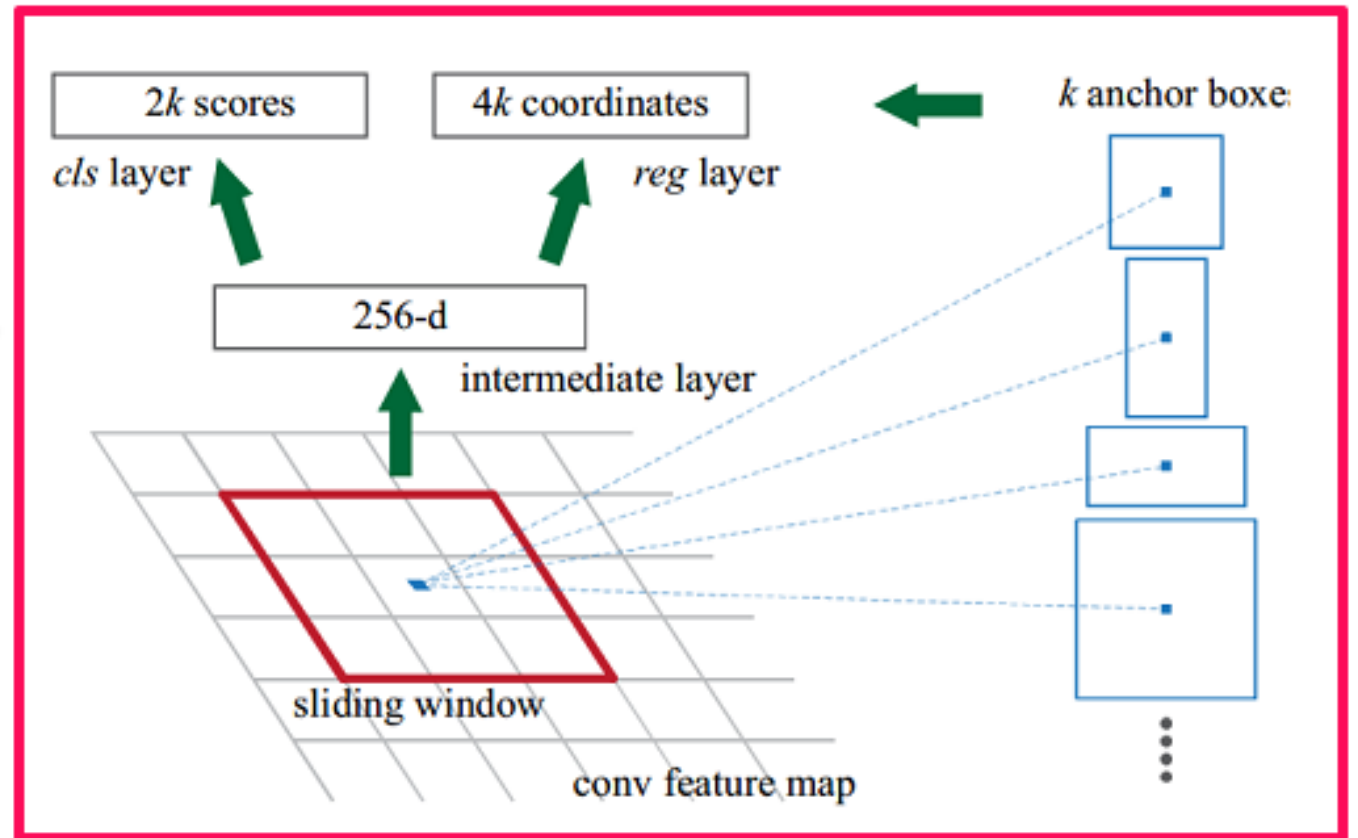 2k scores
4k coordinates
k anchor boxe
cls layer
reg layer
256-d
intermediate layer
sliding window
conv feature map